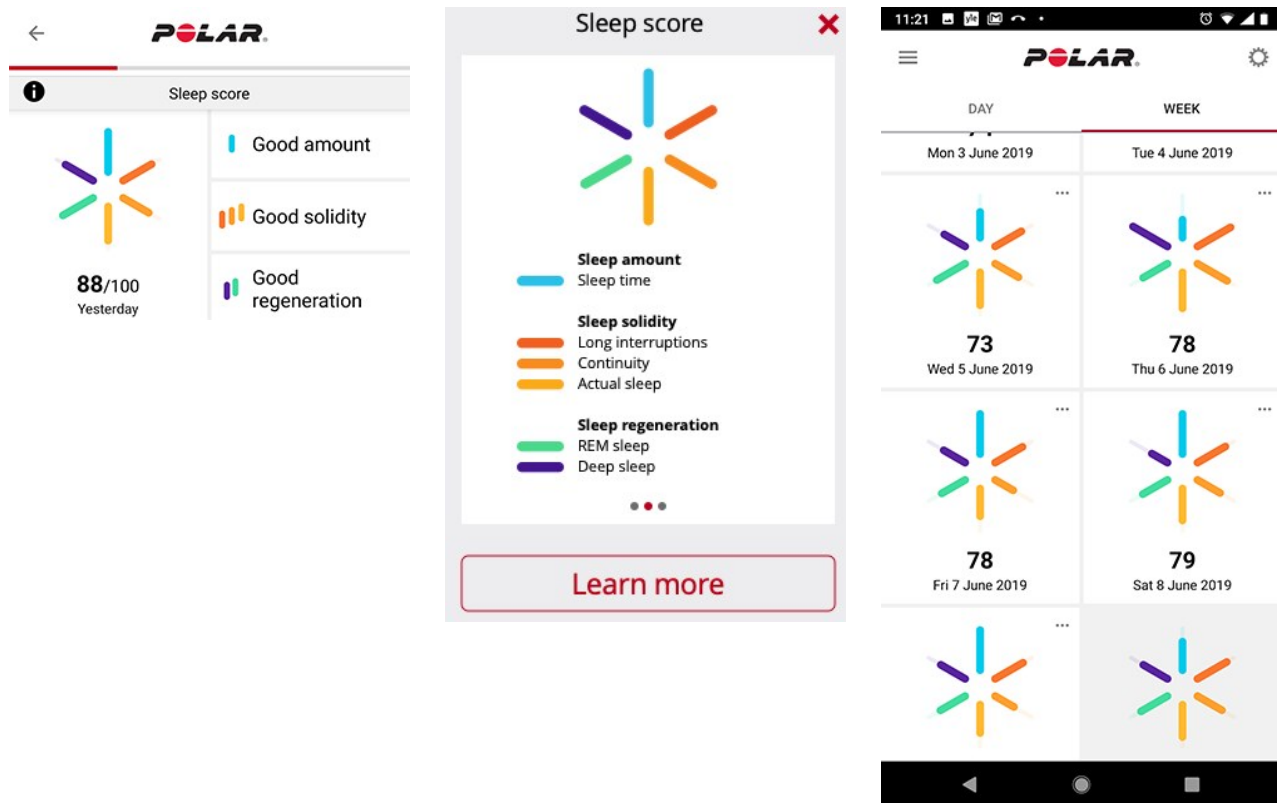 POLAR.
Sleep score
Good amount
Good solidity
Good
regeneration
88/100
Yesterday
Sleep score
Sleep amount
Sleep time
Sleep solidity
Long interruptions
Continuity
Actual sleep
Sleep regeneration
REM sleep
Deep sleep
Learn more
11:21
yle
POLAR.
DAY
WEEK
Mon 3 June 2019
Tue 4 June 2019
73
Wed 5 June 2019
78
Thu 6 June 2019
78
Fri 7 June 2019
79
Sat 8 June 2019